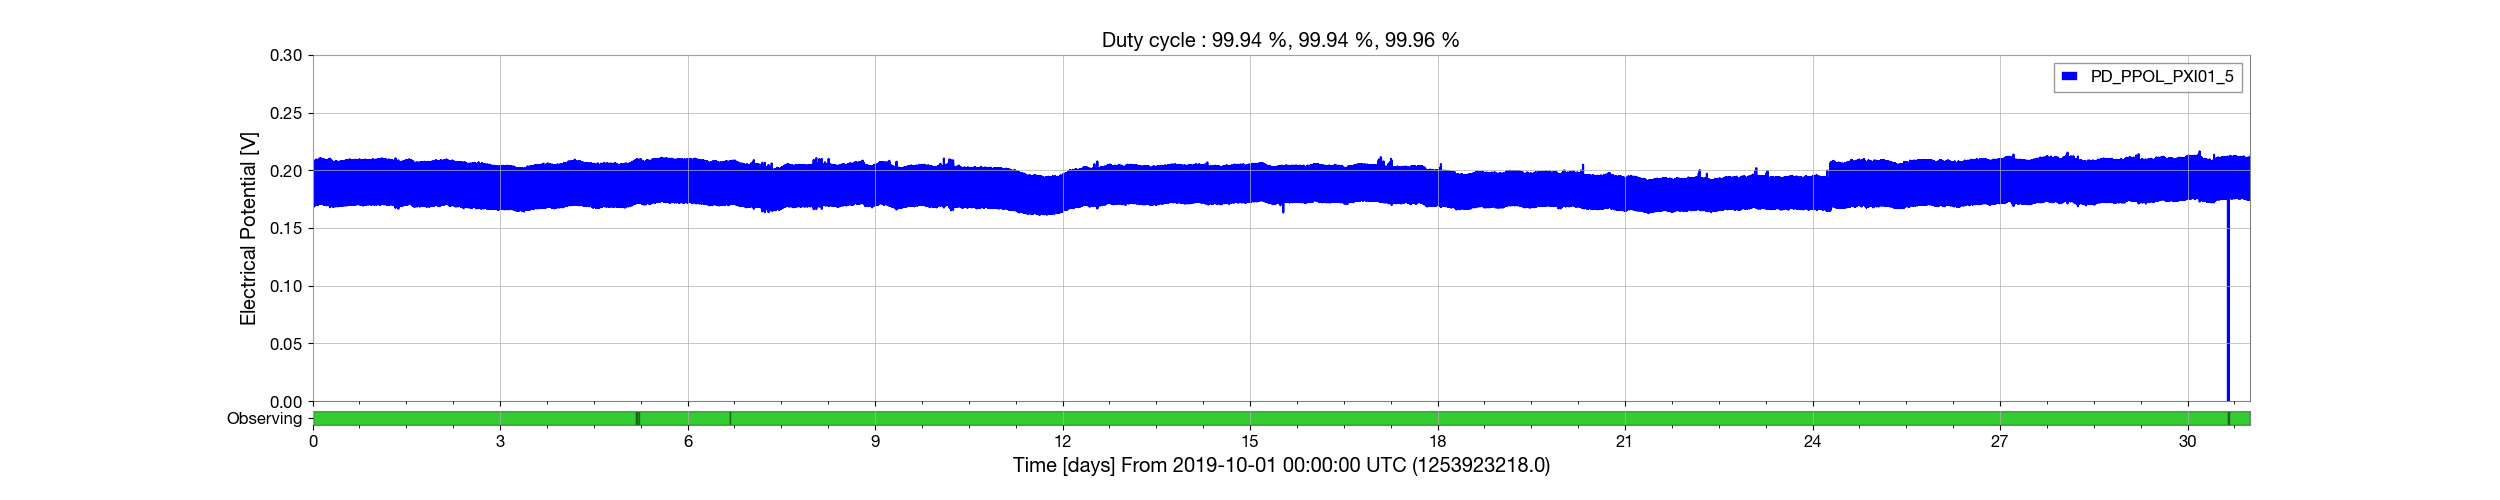 Duty cycle : 99.94 %, 99.94 %, 99.96 %
PD_PPOL_PXI01_5
Electrical Potential [V]
0.30
0.25
0.20
0.15
0.10
0.05
0.00
Observing
0 3 6 9 12 15 18 21 24 27 30
Time [days] From 2019-10-01 00:00:00 UTC (1253923218.0)